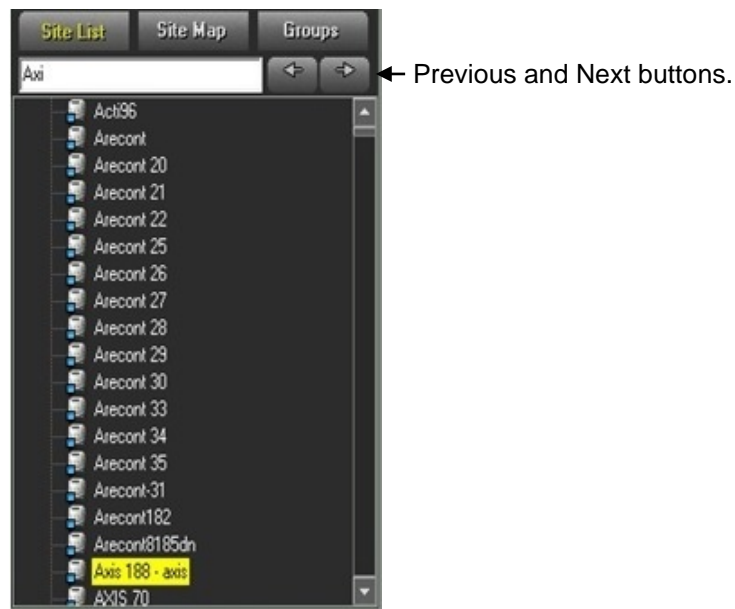 Site List Site Map Groups
Axi
Previous and Next buttons.
Acti96
Arecont
Arecont 20
Arecont 21
Arecont 22
Arecont 25
Arecont 26
Arecont 27
Arecont 28
Arecont 29
Arecont 30
Arecont 33
Arecont 34
Arecont 35
Arecont-31
Arecont182
Arecont8185dn
Axis 188 - axis
AXIS 70